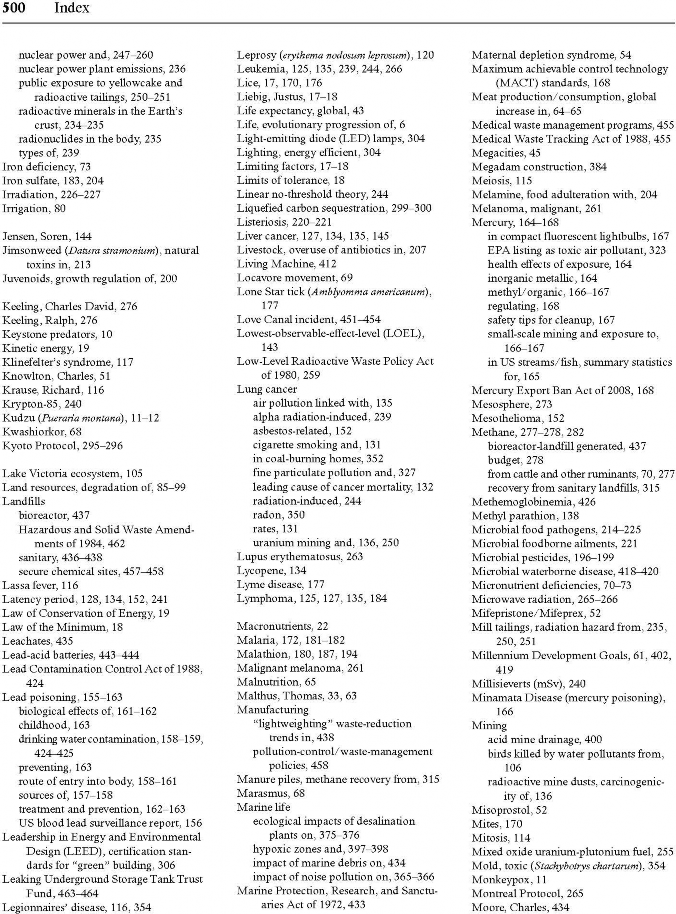 500 Index
nuclear power and, 247–260
nuclear power plant emissions, 236
public exposure to yellowcake and
radioactive tailings, 250–251
radioactive minerals in the Earth's
crust, 234–235
radionuclides in the body, 235
types of, 239
Iron deficiency, 73
Iron sulfate, 183, 204
Irradiation, 226–227
Irrigation, 80
Jensen, Soren, 144
Jimsonweed (Datura stramonium), natural
toxins in, 213
Juvenoids, growth regulation of, 200
Keeling, Charles David, 276
Keeling, Ralph, 276
Keystone predators, 10
Kinetic energy, 19
Klinefelter's syndrome, 117
Knowlton, Charles, 51
Krause, Richard, 116
Krypton-85, 240
Kudzu (Pueraria montana), 11–12
Kwashiorkor, 68
Kyoto Protocol, 295–296
Lake Victoria ecosystem, 105
Land resources, degradation of, 85–99
Landfills
bioreactor, 437
Hazardous and Solid Waste Amend-
ments of 1984, 462
sanitary, 436–438
secure chemical sites, 457–458
Lassa fever, 116
Latency period, 128, 134, 152, 241
Law of Conservation of Energy, 19
Law of the Minimum, 18
Leachates, 435
Lead-acid batteries, 443–444
Lead Contamination Control Act of 1988,
424
Lead poisoning, 155–163
biological effects of, 161–162
childhood, 163
drinking water contamination, 158–159,
424–425
preventing, 163
route of entry into body, 158–161
sources of, 157–158
treatment and prevention, 162–163
US blood lead surveillance report, 156
Leadership in Energy and Environmental
Design (LEED), certification stan-
dards for "green" building, 306
Leaking Underground Storage Tank Trust
Fund, 463–464
Legionnaires' disease, 116, 354
Leprosy (erythema nodosum leprosum), 120
Leukemia, 125, 135, 239, 244, 266
Lice, 17, 170, 176
Liebig, Justus, 17–18
Life expectancy, global, 43
Life, evolutionary progression of, 6
Light-emitting diode (LED) lamps, 304
Lighting, energy efficient, 304
Limiting factors, 17–18
Limits of tolerance, 18
Linear no-threshold theory, 244
Liquefied carbon sequestration, 299–300
Listeriosis, 220–221
Liver cancer, 127, 134, 135, 145
Livestock, overuse of antibiotics in, 207
Living Machine, 412
Locavore movement, 69
Lone Star tick (Amblyomma americanum),
177
Love Canal incident, 451–454
Lowest-observable-effect-level (LOEL),
143
Low-Level Radioactive Waste Policy Act
of 1980, 259
Lung cancer
air pollution linked with, 135
alpha radiation-induced, 239
asbestos-related, 152
cigarette smoking and, 131
in coal-burning homes, 352
fine particulate pollution and, 327
leading cause of cancer mortality, 132
radiation-induced, 244
radon, 350
rates, 131
uranium mining and, 136, 250
Lupus erythematosus, 263
Lycopene, 134
Lyme disease, 177
Lymphoma, 125, 127, 135, 184
Macronutrients, 22
Malaria, 172, 181–182
Malathion, 180, 187, 194
Malignant melanoma, 261
Malnutrition, 65
Malthus, Thomas, 33, 63
Manufacturing
"lightweighting" waste-reduction
trends in, 438
pollution-control/waste-management
policies, 458
Manure piles, methane recovery from, 315
Marasmus, 68
Marine life
ecological impacts of desalination
plants on, 375–376
hypoxic zones and, 397–398
impact of marine debris on, 434
impact of noise pollution on, 365–366
Marine Protection, Research, and Sanctu-
aries Act of 1972, 433
Maternal depletion syndrome, 54
Maximum achievable control technology
(MACT) standards, 168
Meat production/consumption, global
increase in, 64–65
Medical waste management programs, 455
Medical Waste Tracking Act of 1988, 455
Megacities, 45
Megadam construction, 384
Meiosis, 115
Melamine, food adulteration with, 204
Melanoma, malignant, 261
Mercury, 164–168
in compact fluorescent lightbulbs, 167
EPA listing as toxic air pollutant, 323
health effects of exposure, 164
inorganic metallic, 164
methyl/organic, 166–167
regulating, 168
safety tips for cleanup, 167
small-scale mining and exposure to,
166–167
in US streams/fish, summary statistics
for, 165
Mercury Export Ban Act of 2008, 168
Mesosphere, 273
Mesothelioma, 152
Methane, 277–278, 282
bioreactor-landfill generated, 437
budget, 278
from cattle and other ruminants, 70, 277
recovery from sanitary landfills, 315
Methemoglobinemia, 426
Methyl parathion, 138
Microbial food pathogens, 214–225
Microbial foodborne ailments, 221
Microbial pesticides, 196–199
Microbial waterborne disease, 418–420
Micronutrient deficiencies, 70–73
Microwave radiation, 265–266
Mifepristone/Mifeprex, 52
Mill tailings, radiation hazard from, 235,
250, 251
Millennium Development Goals, 61, 402,
419
Millisieverts (mSv), 240
Minamata Disease (mercury poisoning),
166
Mining
acid mine drainage, 400
birds killed by water pollutants from,
106
radioactive mine dusts, carcinogenic-
ity of, 136
Misoprostol, 52
Mites, 170
Mitosis, 114
Mixed oxide uranium-plutonium fuel, 255
Mold, toxic (Stachybotrys chartarum), 354
Monkeypox, 11
Montreal Protocol, 265
Moore, Charles, 434